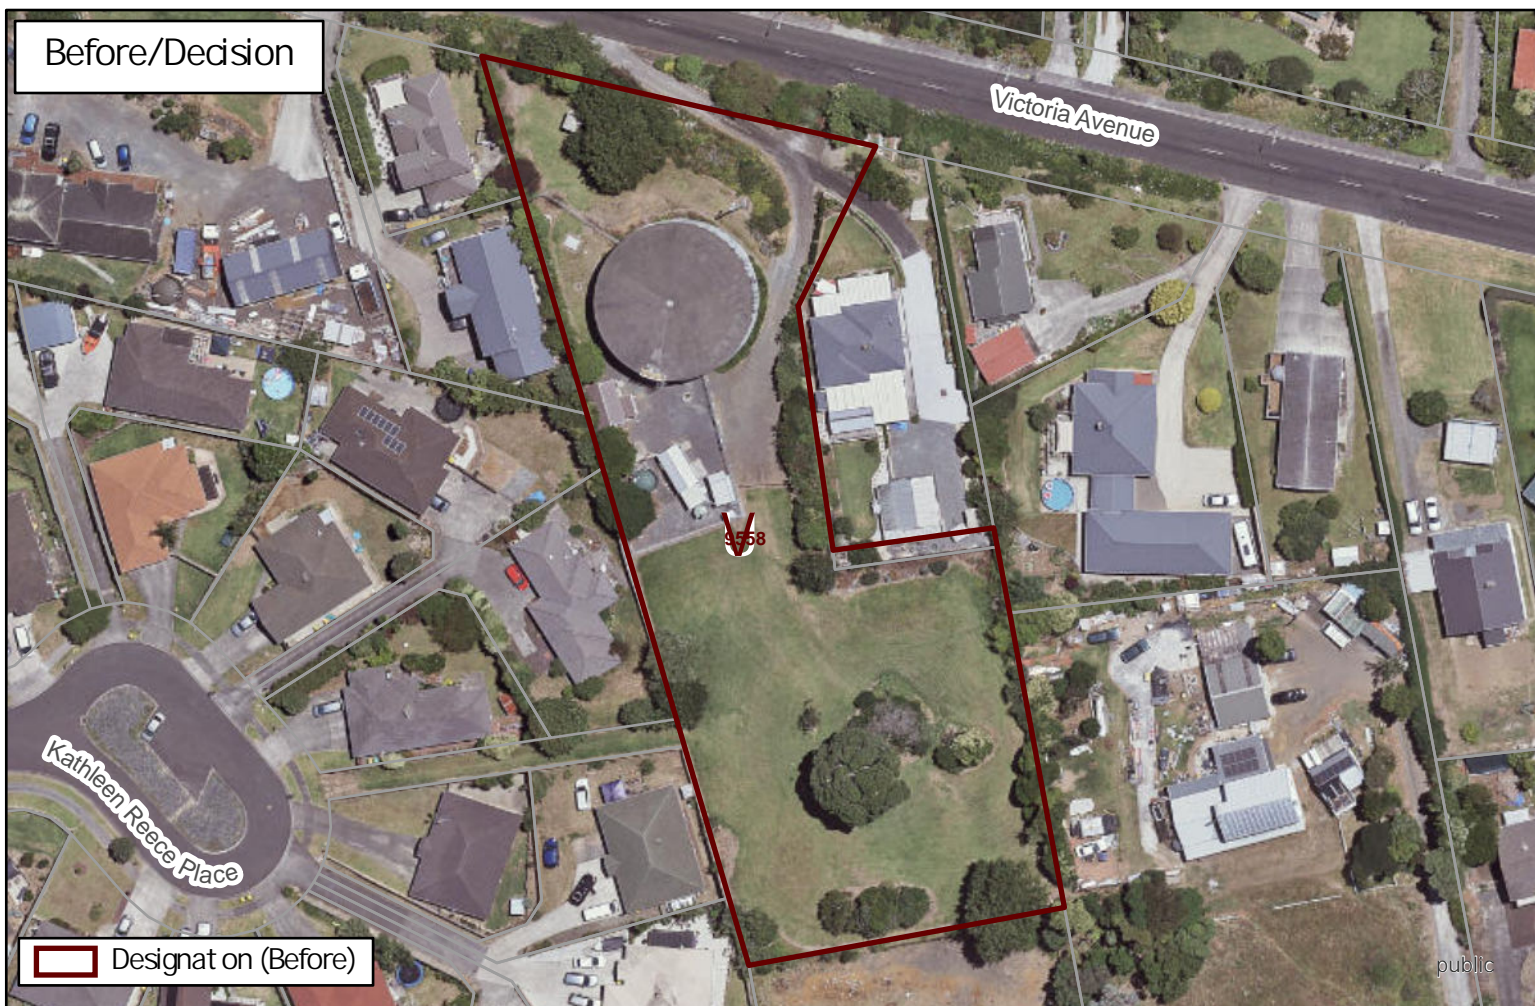 Before/Decision
Victoria Avenue
9558
Kathleen Reece Place
Designat on (Before)
public